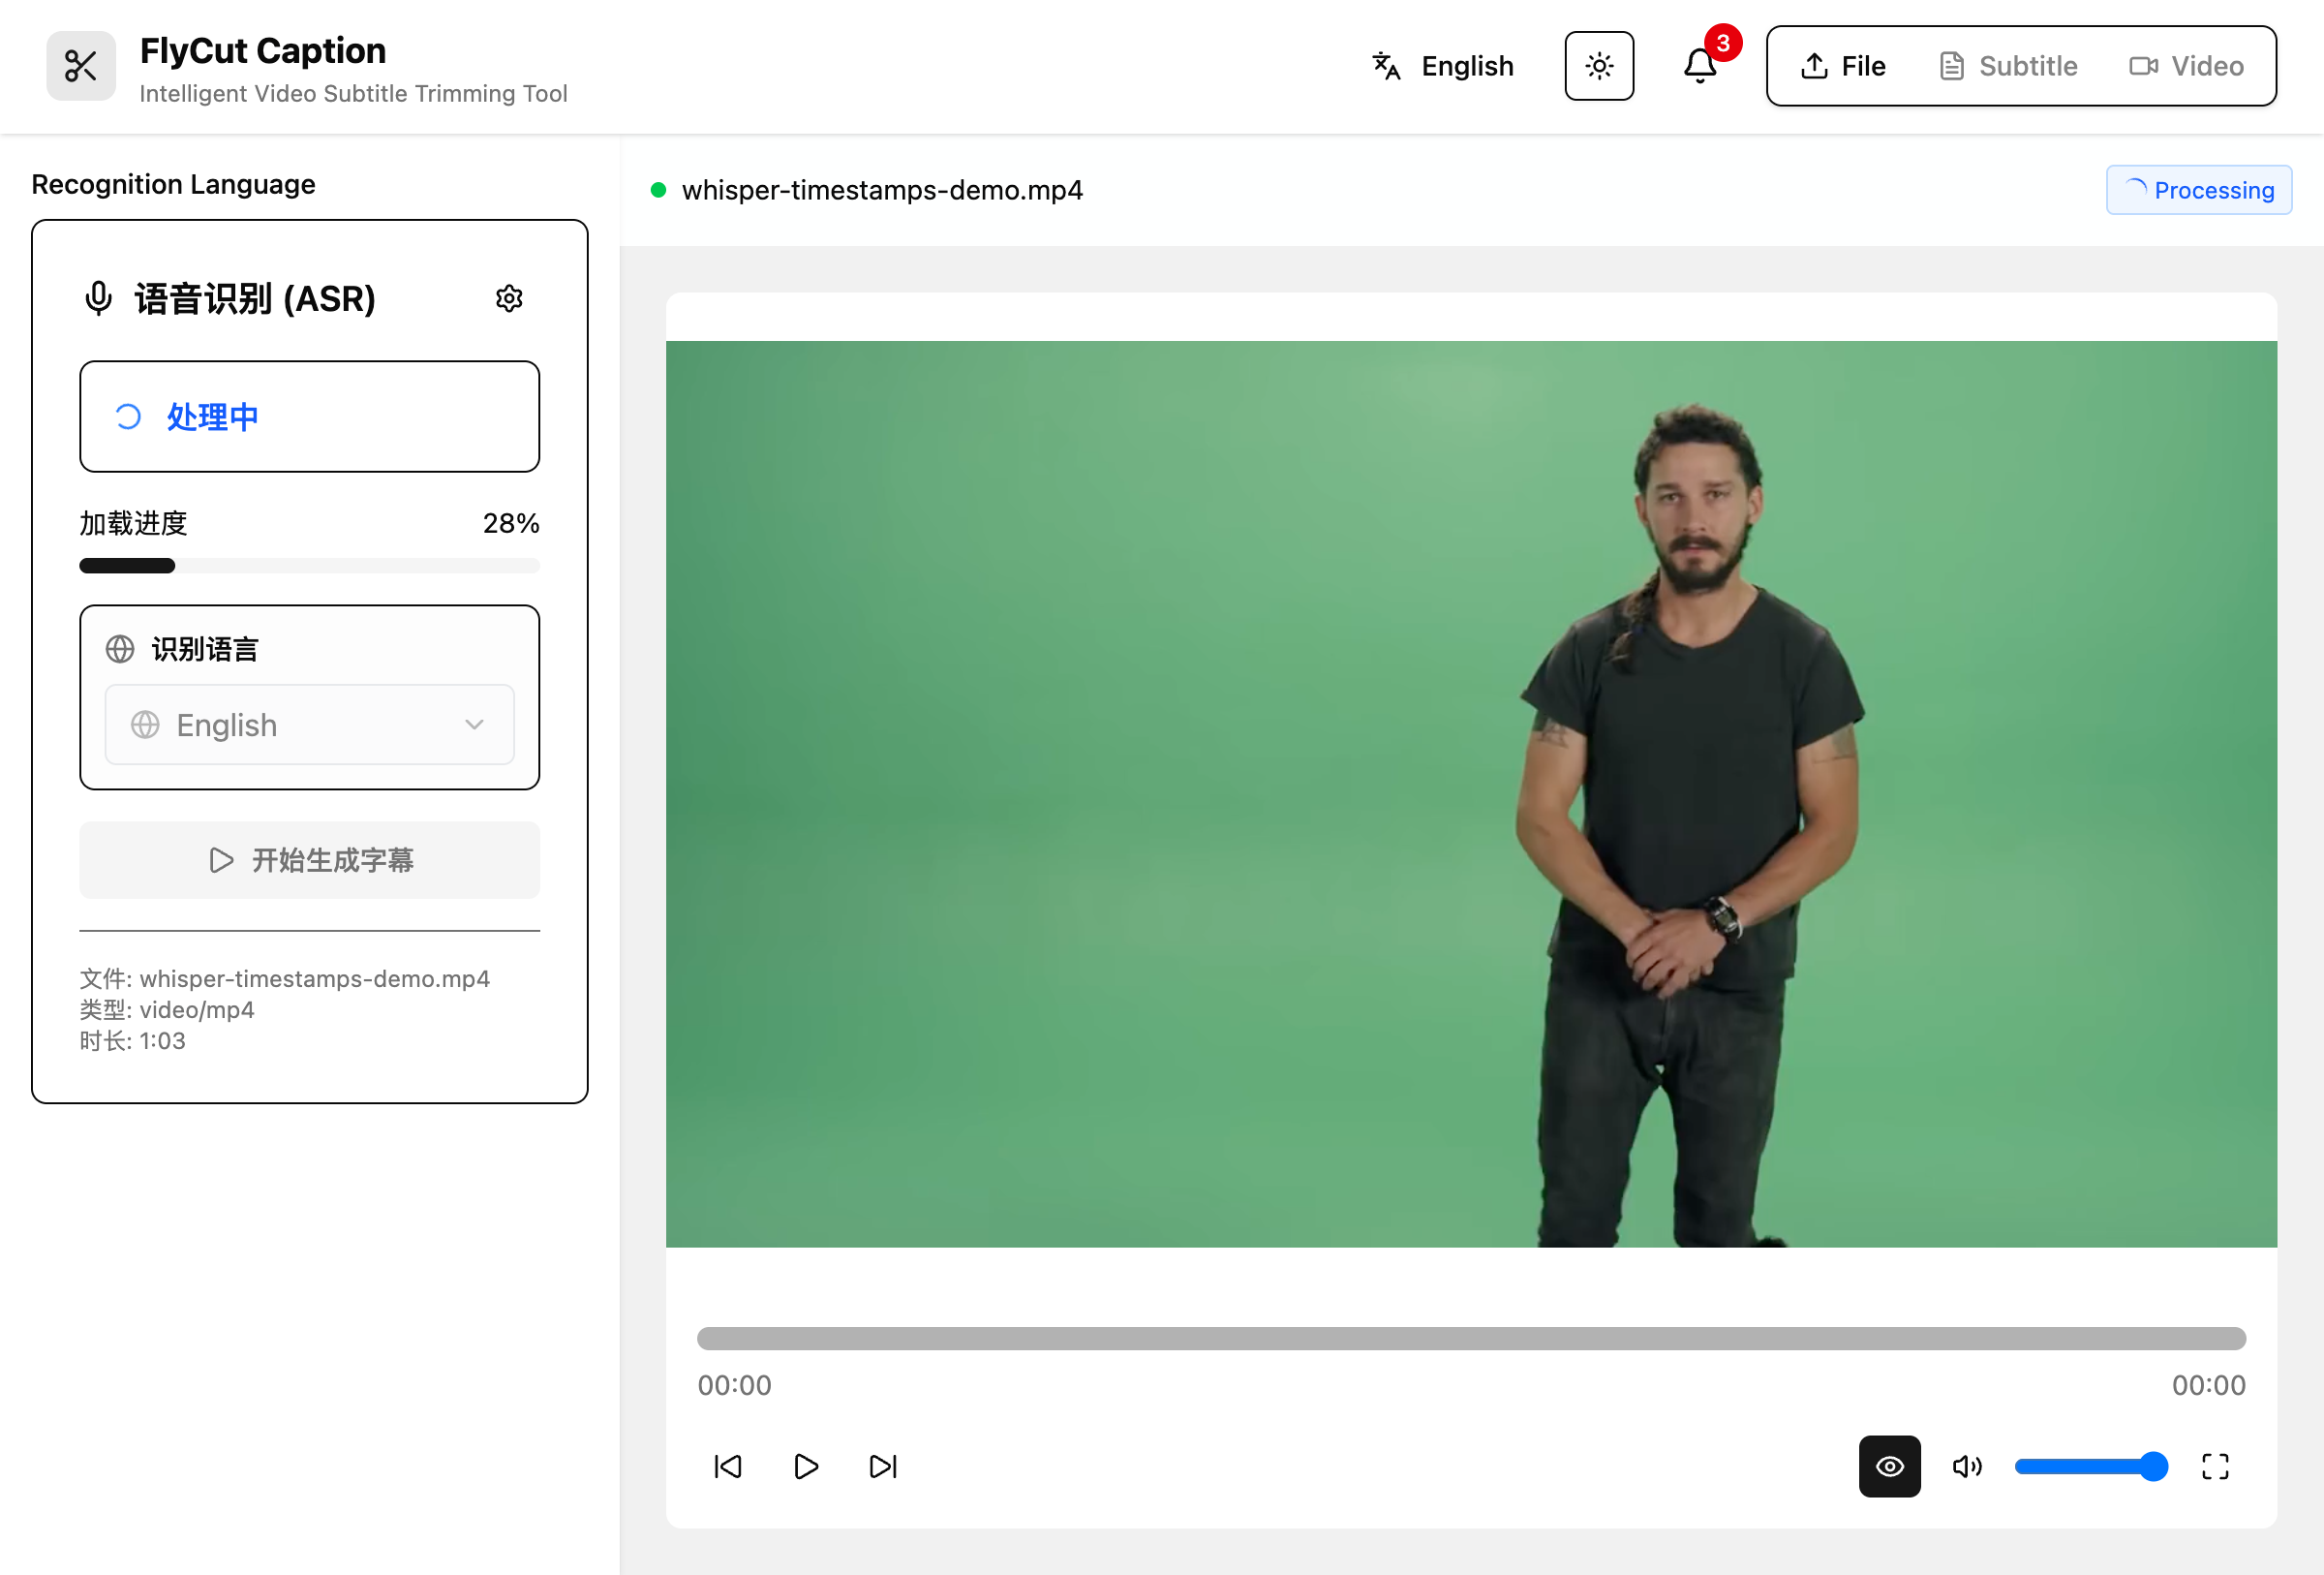 FlyCut Caption
Intelligent Video Subtitle Trimming Tool
English
3
File
Subtitle
Video
Recognition Language
语音识别 (ASR)
处理中
加载进度 28%
识别语言
English
开始生成字幕
文件: whisper-timestamps-demo.mp4
类型: video/mp4
时长: 1:03
whisper-timestamps-demo.mp4
Processing
00:00 00:00